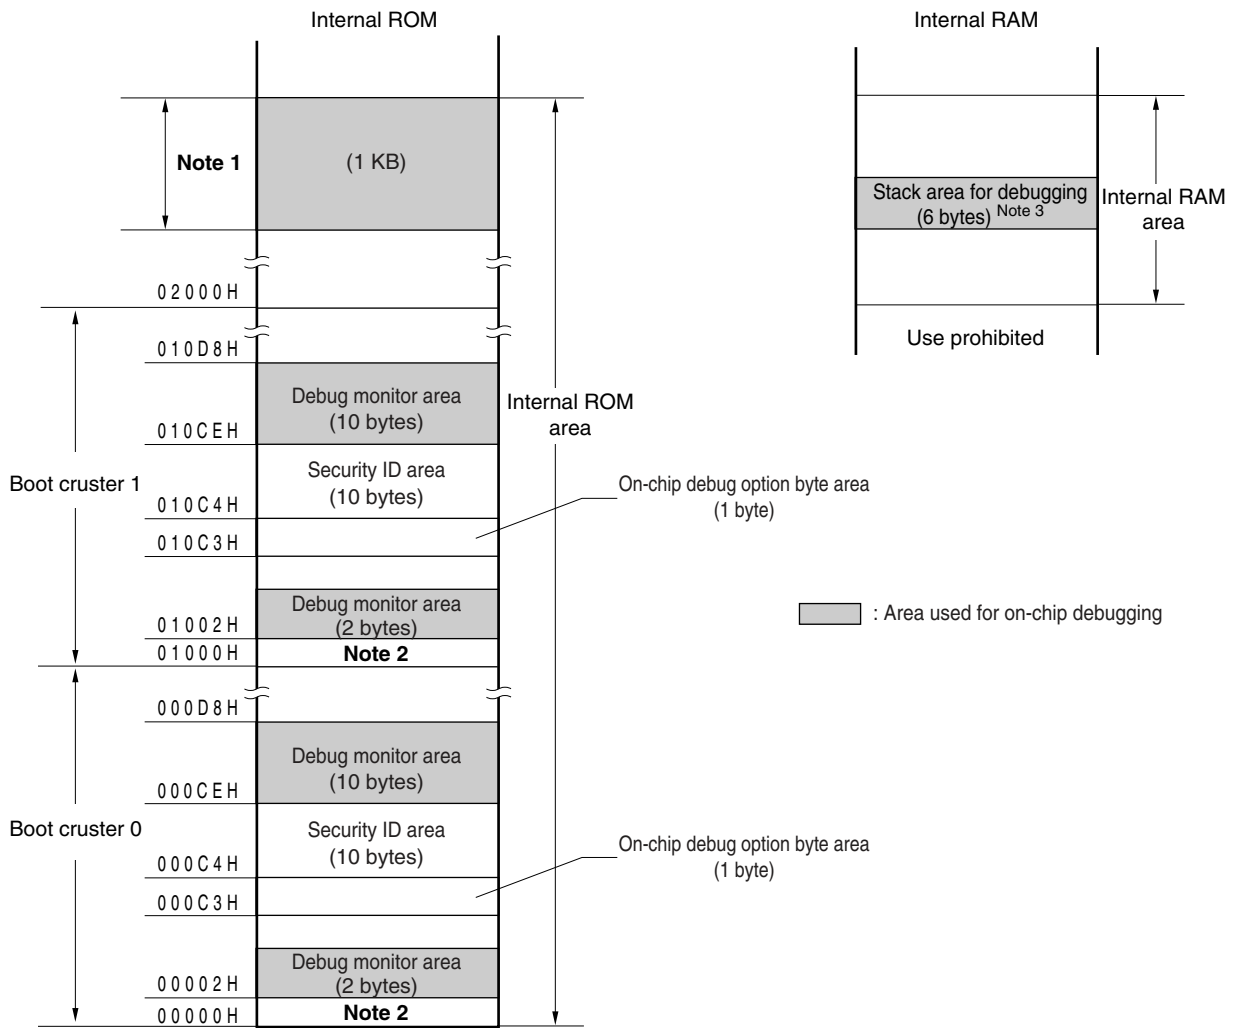 Internal ROM
Internal RAM
Note 1
(1 KB)
Stack area for debugging
(6 bytes) Note 3
Internal RAM
area
02000H
Use prohibited
010D8H
Debug monitor area
(10 bytes)
Internal ROM
area
010CEH
Boot cruster 1
Security ID area
(10 bytes)
On-chip debug option byte area
(1 byte)
010C4H
010C3H
Debug monitor area
(2 bytes)
: Area used for on-chip debugging
01002H
01000H
Note 2
000D8H
Debug monitor area
(10 bytes)
000CEH
Boot cruster 0
Security ID area
(10 bytes)
On-chip debug option byte area
(1 byte)
000C4H
000C3H
Debug monitor area
(2 bytes)
00002H
00000H
Note 2